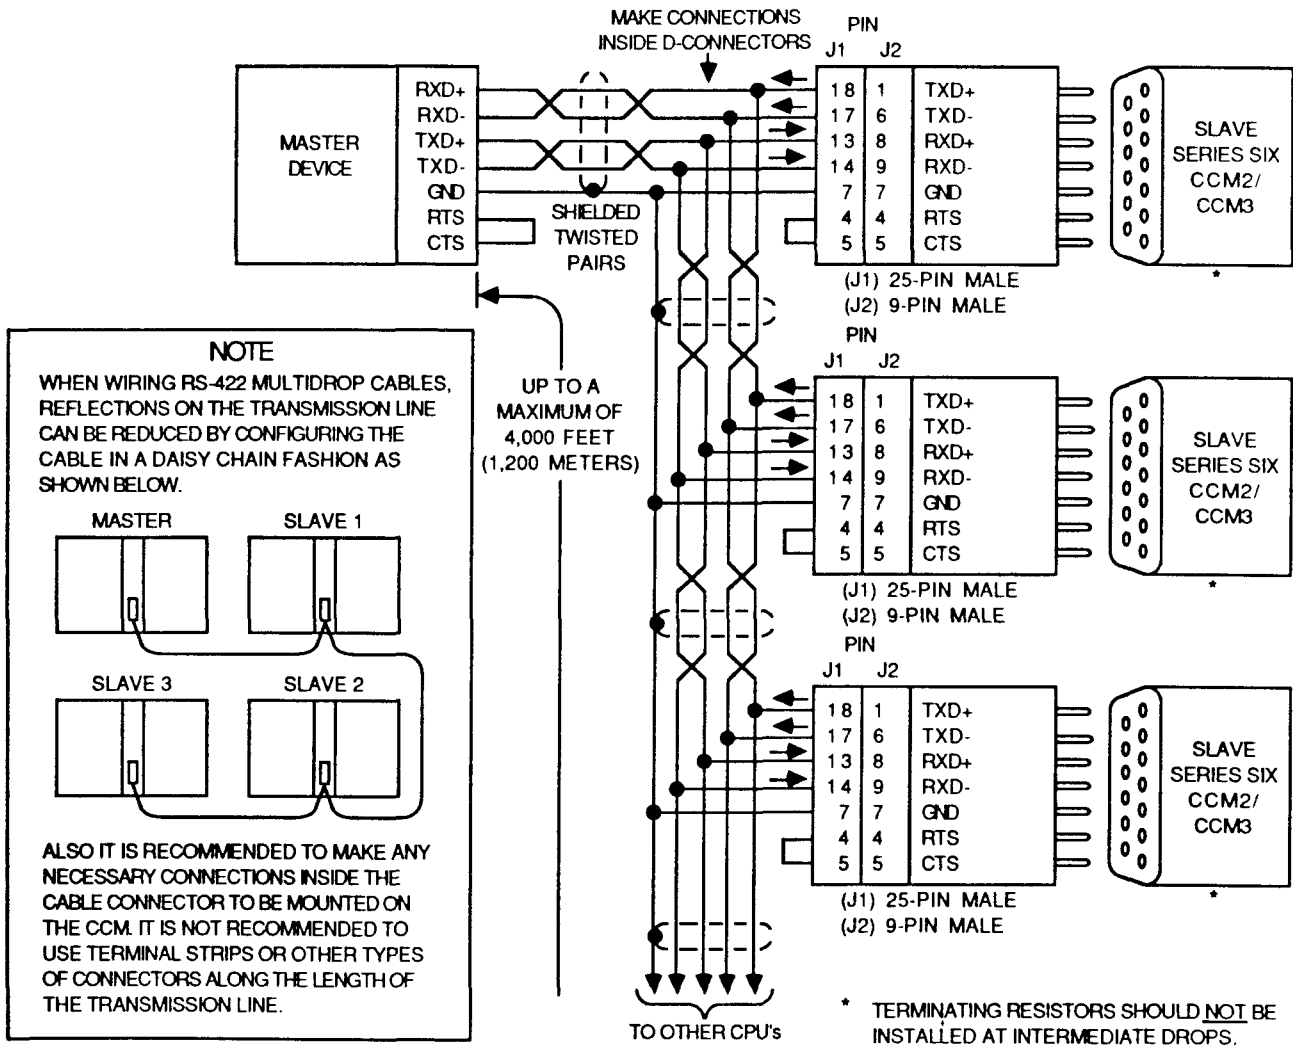 MAKE CONNECTIONS
INSIDE D-CONNECTORS
MASTER
DEVICE
RXD+
RXD-
TXD+
TXD-
GND
RTS
CTS
SHIELDED
TWISTED
PAIRS
PIN
J1 J2
18 1 TXD+
17 6 TXD-
13 8 RXD+
14 9 RXD-
7 7 GND
4 4 RTS
5 5 CTS
(J1) 25-PIN MALE
(J2) 9-PIN MALE
SLAVE
SERIES SIX
CCM2/
CCM3
*
UP TO A
MAXIMUM OF
4,000 FEET
(1,200 METERS)
PIN
J1 J2
18 1 TXD+
17 6 TXD-
13 8 RXD+
14 9 RXD-
7 7 GND
4 4 RTS
5 5 CTS
(J1) 25-PIN MALE
(J2) 9-PIN MALE
SLAVE
SERIES SIX
CCM2/
CCM3
*
PIN
J1 J2
18 1 TXD+
17 6 TXD-
13 8 RXD+
14 9 RXD-
7 7 GND
4 4 RTS
5 5 CTS
(J1) 25-PIN MALE
(J2) 9-PIN MALE
SLAVE
SERIES SIX
CCM2/
CCM3
*
NOTE
WHEN WIRING RS-422 MULTIDROP CABLES,
REFLECTIONS ON THE TRANSMISSION LINE
CAN BE REDUCED BY CONFIGURING THE
CABLE IN A DAISY CHAIN FASHION AS
SHOWN BELOW.
MASTER SLAVE 1
SLAVE 3 SLAVE 2
ALSO IT IS RECOMMENDED TO MAKE ANY
NECESSARY CONNECTIONS INSIDE THE
CABLE CONNECTOR TO BE MOUNTED ON
THE CCM. IT IS NOT RECOMMENDED TO
USE TERMINAL STRIPS OR OTHER TYPES
OF CONNECTORS ALONG THE LENGTH OF
THE TRANSMISSION LINE.
TO OTHER CPU's
* TERMINATING RESISTORS SHOULD NOT BE
INSTALLED AT INTERMEDIATE DROPS.